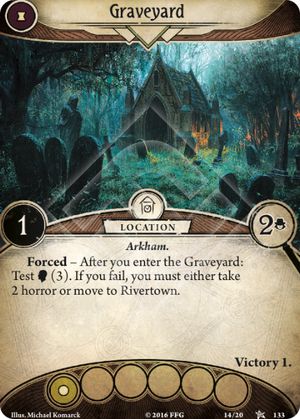 Graveyard
1
LOCATION
2
Arkham.
Forced – After you enter the Graveyard:
Test (3). If you fail, you must either take
2 horror or move to Rivertown.
Victory 1.
Illus. Michael Komarck
© 2016 FFG
14/20
133